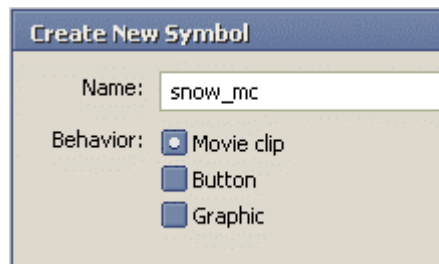 Create New Symbol
Name: snow_mc
Behavior: Movie clip
Button
Graphic